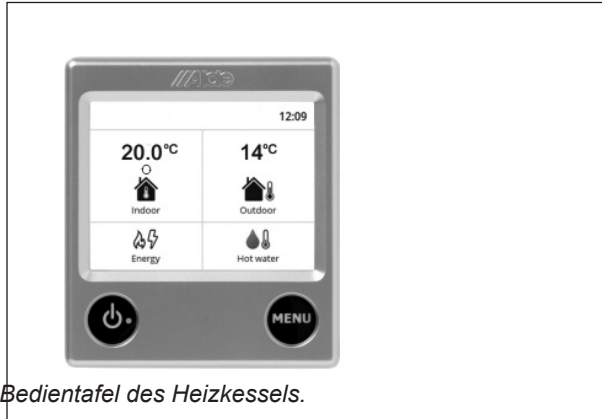 Alde
12:09
20.0°C 14°C
Indoor Outdoor
Energy Hot water
MENU
Bedientafel des Heizkessels.